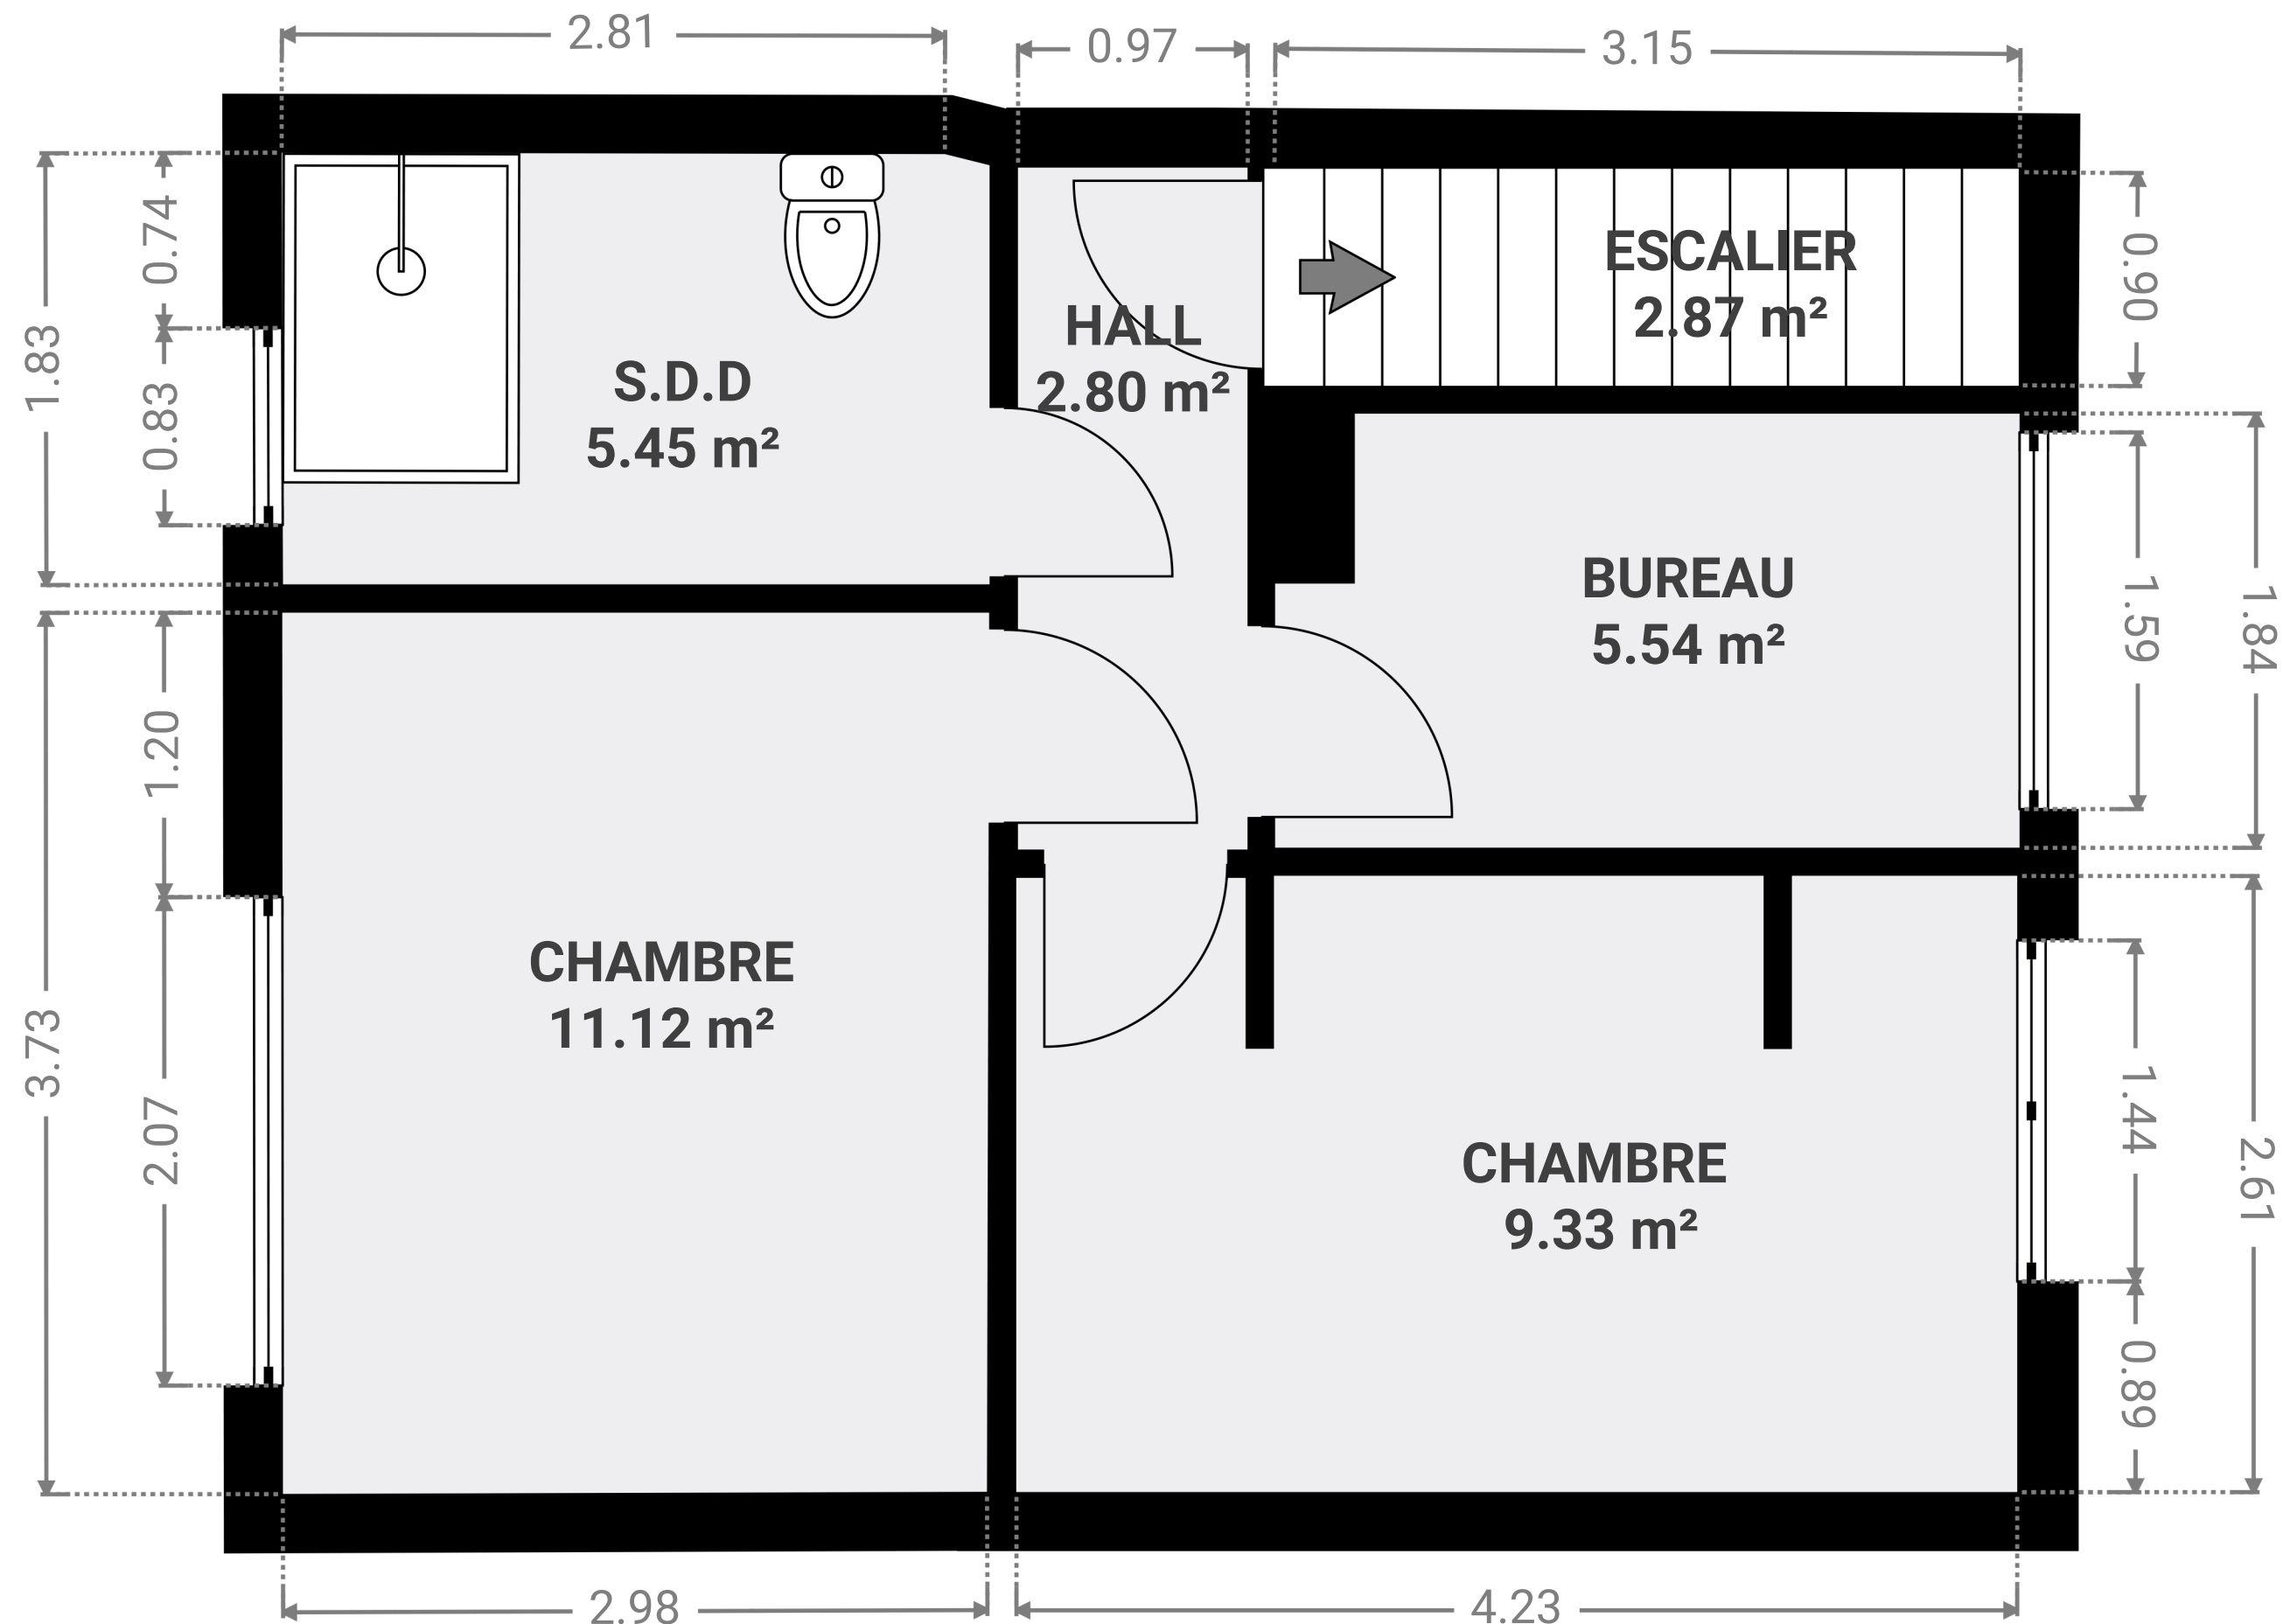 2.81
0.97
3.15
0.74
0.90
1.83
0.83
ESCALIER
2.87 m²
HALL
2.80 m²
S.D.D
5.45 m²
BUREAU
5.54 m²
1.59
1.84
1.20
CHAMBRE
11.12 m²
3.73
2.07
CHAMBRE
9.33 m²
1.44
2.61
0.89
2.98
4.23